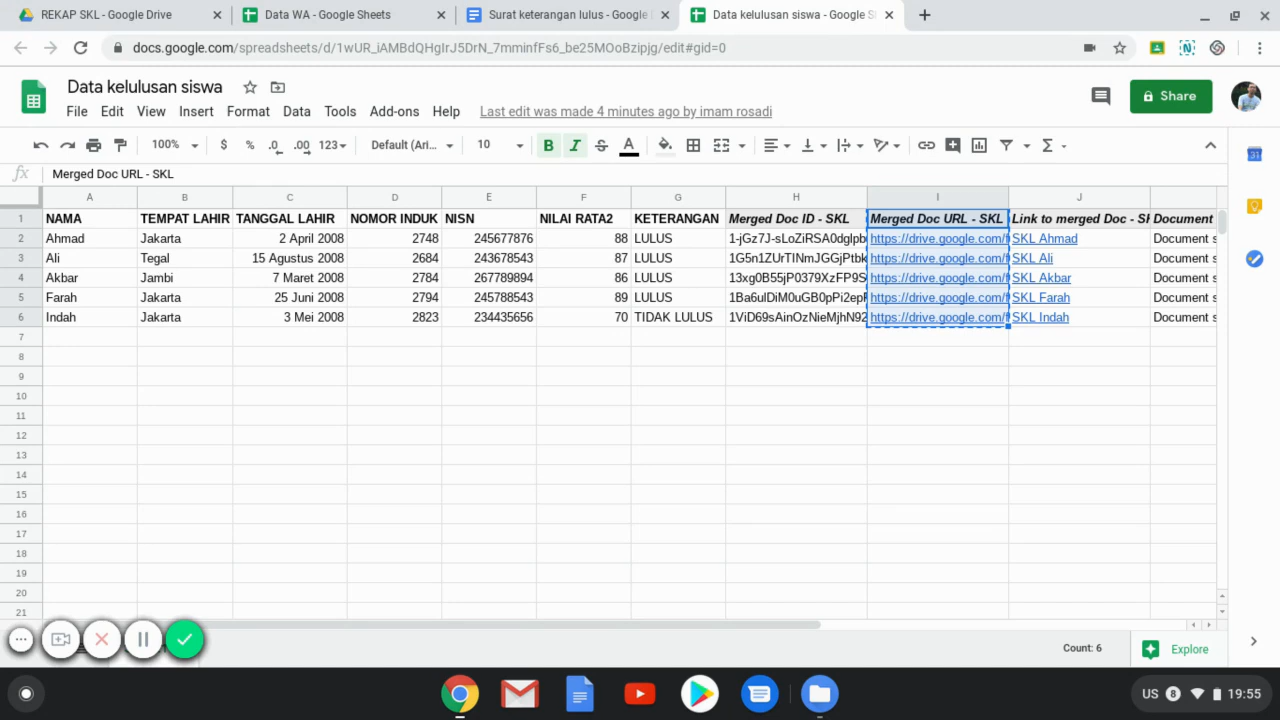 REKAP SKL - Google Drive
Data WA - Google Sheets
Surat keterangan lulus - Google
Data kelulusan siswa - Google S
docs.google.com/spreadsheets/d/1wUR_iAMBdQHgIrJ5DrN_7mminfFs6_be25MOoBzipjg/edit#gid=0
Data kelulusan siswa
File Edit View Insert Format Data Tools Add-ons Help Last edit was made 4 minutes ago by imam rosadi
Share
100% $ % .0 .00 123 Default (Ari... 10 B I S A Σ
31
fx Merged Doc URL - SKL
A B C D E F G H I J
1 NAMA TEMPAT LAHIR TANGGAL LAHIR NOMOR INDUK NISN NILAI RATA2 KETERANGAN Merged Doc ID - SKL Merged Doc URL - SKL Link to merged Doc - SK Document
2 Ahmad Jakarta 2 April 2008 2748 245677876 88 LULUS 1-jGz7J-sLoZiRSA0dglpb https://drive.google.com/f SKL Ahmad Document s
3 Ali Tegal 15 Agustus 2008 2684 243678543 87 LULUS 1G5n1ZUrTINmJGGjPtbk https://drive.google.com/f SKL Ali Document s
4 Akbar Jambi 7 Maret 2008 2784 267789894 86 LULUS 13xg0B55jP0379XzFP9S https://drive.google.com/f SKL Akbar Document s
5 Farah Jakarta 25 Juni 2008 2794 245788543 89 LULUS 1Ba6ulDiM0uGB0pPi2ep https://drive.google.com/f SKL Farah Document s
6 Indah Jakarta 3 Mei 2008 2823 234435656 70 TIDAK LULUS 1ViD69sAinOzNieMjhN92 https://drive.google.com/f SKL Indah Document s
7
8
9
10
11
12
13
14
15
16
17
18
19
20
21
Count: 6
Explore
US 8 19:55